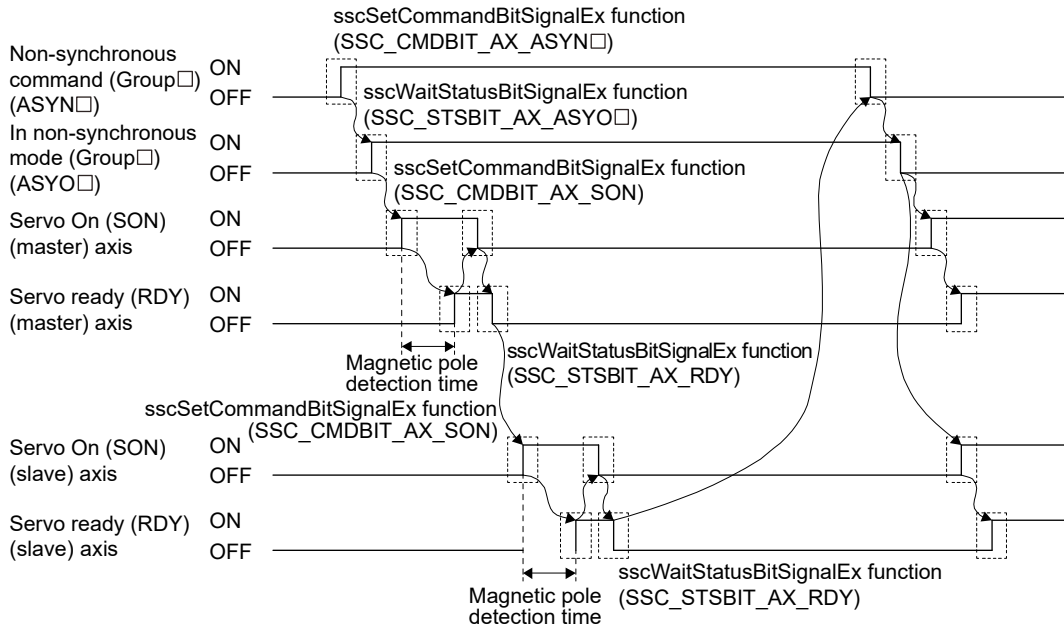 sscSetCommandBitSignalEx function
(SSC_CMDBIT_AX_ASYN□)
Non-synchronous
command (Group□)
(ASYN□)
ON
OFF
sscWaitStatusBitSignalEx function
(SSC_STSBIT_AX_ASYO□)
In non-synchronous
mode (Group□)
(ASYO□)
ON
OFF
sscSetCommandBitSignalEx function
(SSC_CMDBIT_AX_SON)
Servo On (SON)
(master) axis
ON
OFF
Servo ready (RDY)
(master) axis
ON
OFF
Magnetic pole
detection time
sscWaitStatusBitSignalEx function
(SSC_STSBIT_AX_RDY)
sscSetCommandBitSignalEx function
(SSC_CMDBIT_AX_SON)
Servo On (SON)
(slave) axis
ON
OFF
Servo ready (RDY)
(slave) axis
ON
OFF
Magnetic pole
detection time
sscWaitStatusBitSignalEx function
(SSC_STSBIT_AX_RDY)